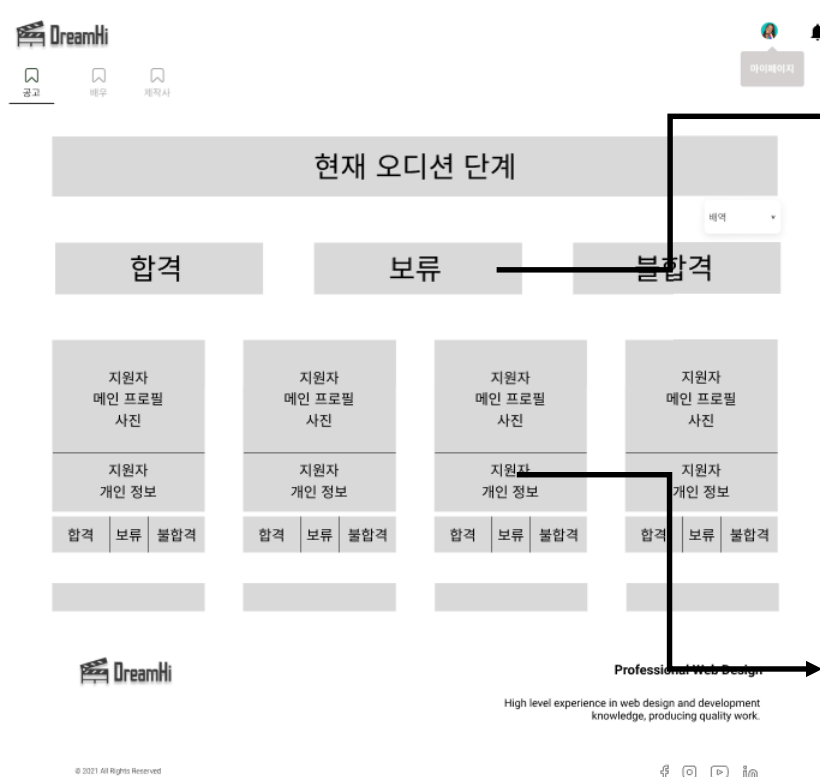 DreamHi
마이페이지
공고
배우
제작사
현재 오디션 단계
배역
합격
보류
불합격
지원자
메인 프로필
사진
지원자
개인 정보
합격
보류
불합격
지원자
메인 프로필
사진
지원자
개인 정보
합격
보류
불합격
지원자
메인 프로필
사진
지원자
개인 정보
합격
보류
불합격
지원자
메인 프로필
사진
지원자
개인 정보
합격
보류
불합격
DreamHi
Professional Web Design
High level experience in web design and development
knowledge, producing quality work.
© 2021 All Rights Reserved